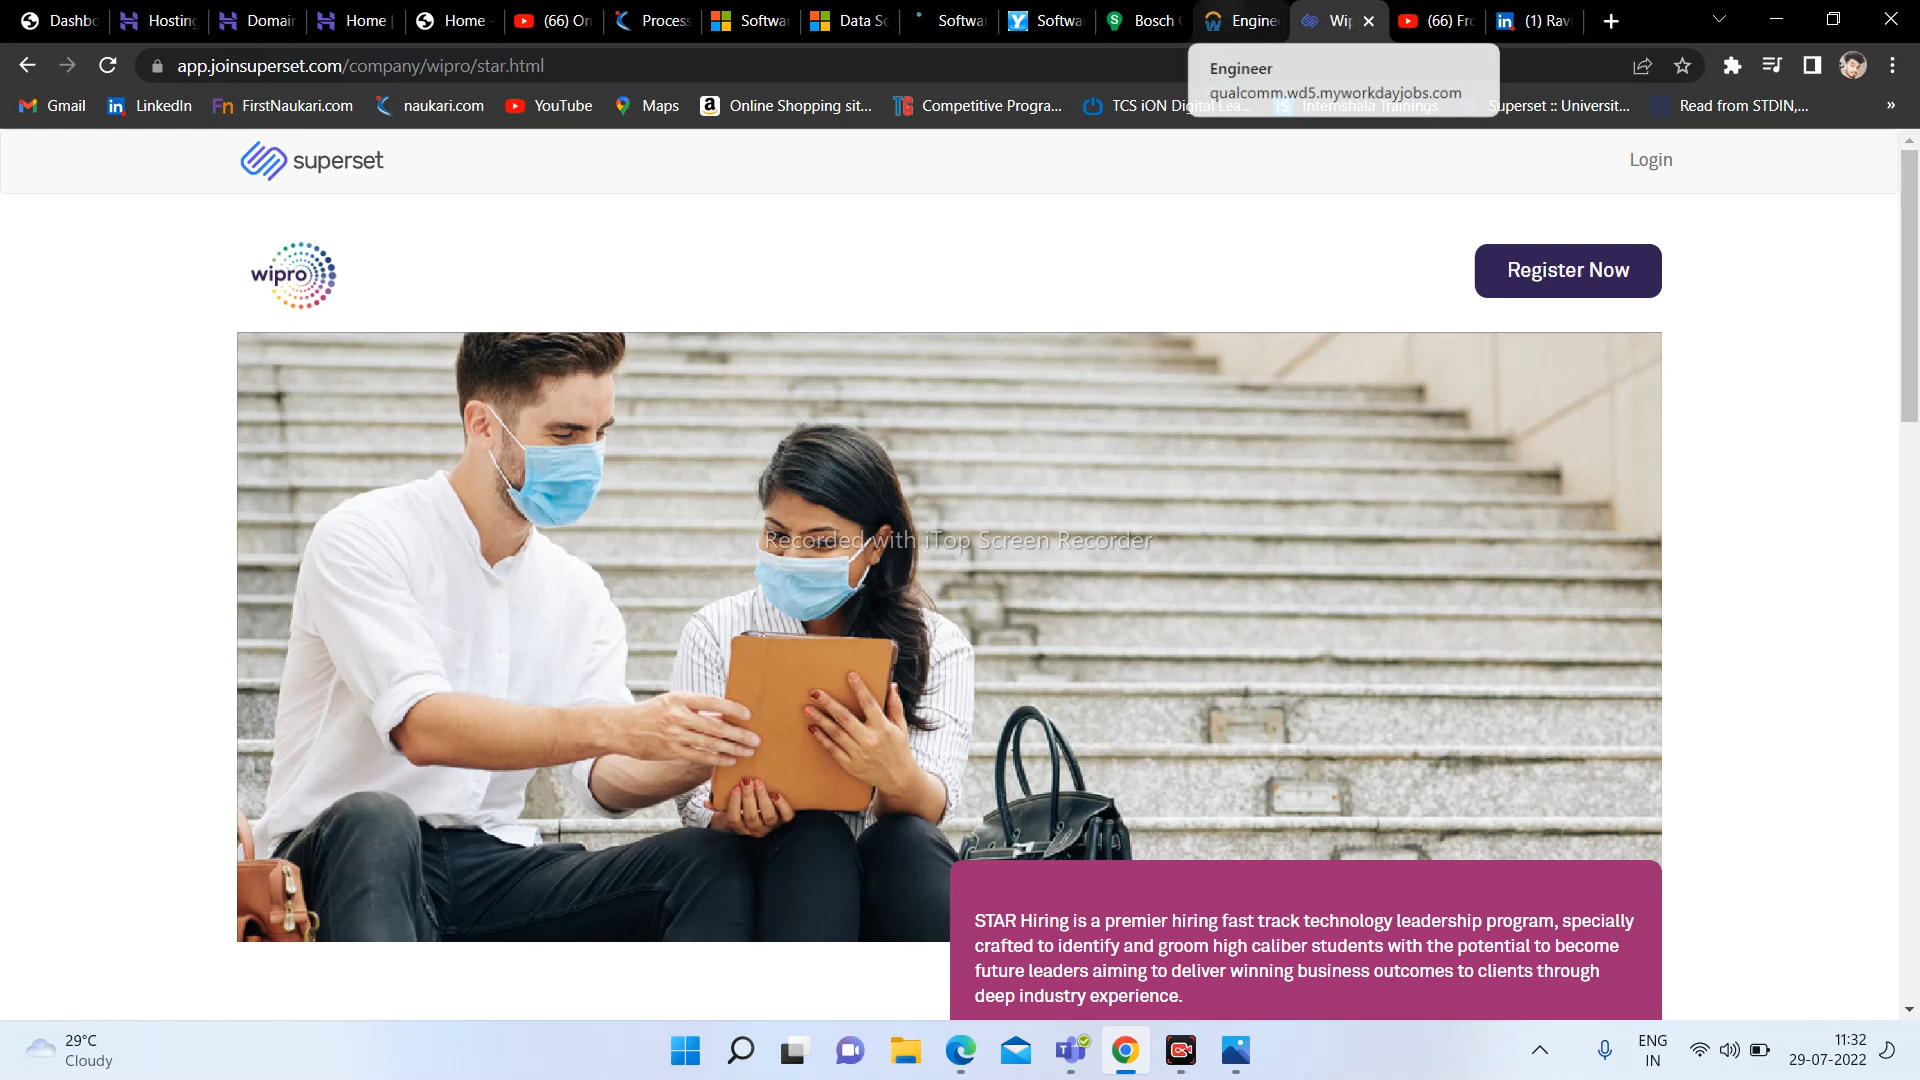 Dashbo
Hosting
Domain
Home
Home -
(66) On
Process
Softwar
Data Sc
Softwar
Softwar
Bosch
Engine
Wip
(66) Fr
(1) Rav
app.joinsuperset.com/company/wipro/star.html
Engineer
qualcomm.wd5.myworkdayjobs.com
Gmail
LinkedIn
FirstNaukari.com
naukari.com
YouTube
Maps
Online Shopping sit...
Competitive Progra...
TCS iON Digital Lea...
Internshala Trainings
Superset :: Universit...
Read from STDIN,...
superset
Login
wipro
Register Now
Recorded with iTop Screen Recorder
STAR Hiring is a premier hiring fast track technology leadership program, specially
crafted to identify and groom high caliber students with the potential to become
future leaders aiming to deliver winning business outcomes to clients through
deep industry experience.
29°C
Cloudy
ENG
IN
11:32
29-07-2022